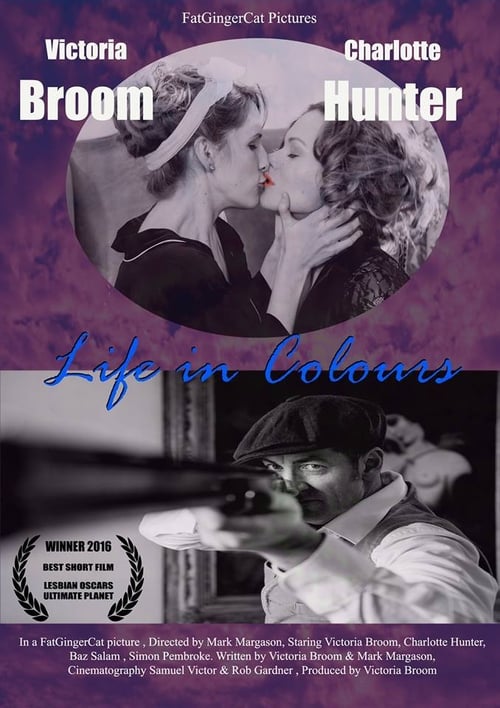 FatGingerCat Pictures
Victoria
Broom
Charlotte
Hunter
Life in Colours
WINNER 2016
BEST SHORT FILM
LESBIAN OSCARS
ULTIMATE PLANET
In a FatGingerCat picture , Directed by Mark Margason, Staring Victoria Broom, Charlotte Hunter,
Baz Salam , Simon Pembroke. Written by Victoria Broom & Mark Margason,
Cinematography Samuel Victor & Rob Gardner , Produced by Victoria Broom